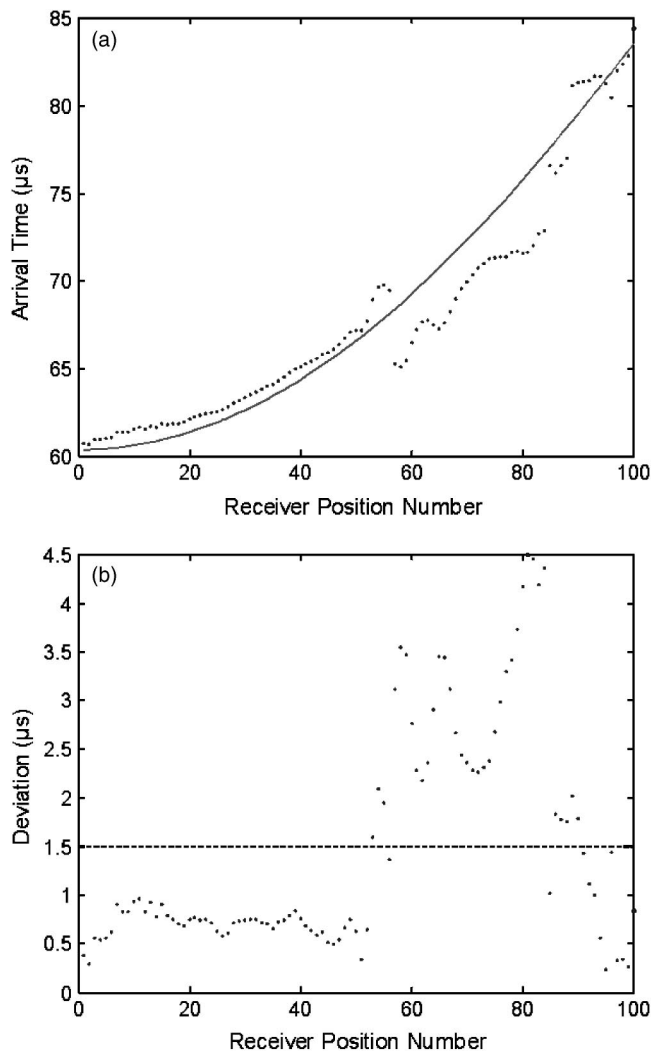 (a)
85
80
75
70
65
60
Arrival Time (μs)
0 20 40 60 80 100
Receiver Position Number
(b)
4.5
4
3.5
3
2.5
2
1.5
1
0.5
0
Deviation (μs)
0 20 40 60 80 100
Receiver Position Number